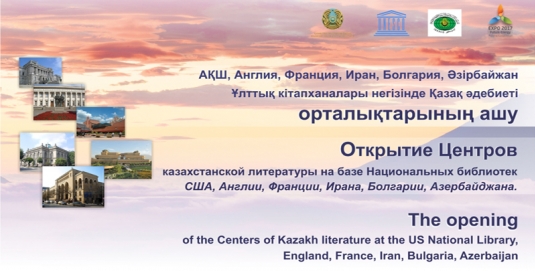 EXPO 2017
АҚШ, Англия, Франция, Иран, Болгария, Әзірбайжан
Ұлттық кітапханалары негізінде Қазақ әдебиеті
орталықтарының ашу
Открытие Центров
казахстанской литературы на базе Национальных библиотек
США, Англии, Франции, Ирана, Болгарии, Азербайджана.
The opening
of the Centers of Kazakh literature at the US National Library,
England, France, Iran, Bulgaria, Azerbaijan